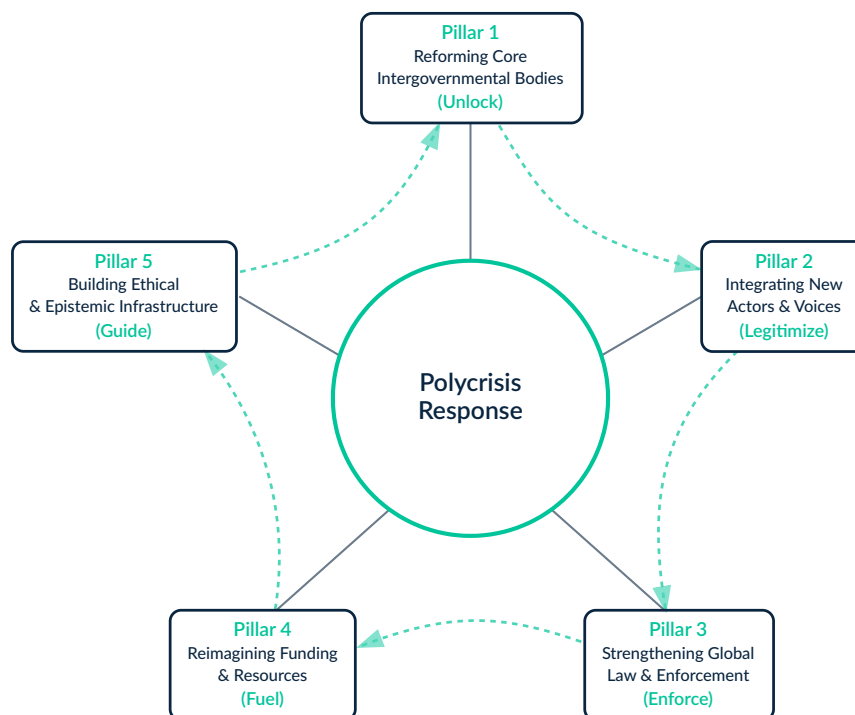 Pillar 1
Reforming Core
Intergovernmental Bodies
(Unlock)
Pillar 5
Building Ethical
& Epistemic Infrastructure
(Guide)
Pillar 2
Integrating New
Actors & Voices
(Legitimize)
Polycrisis
Response
Pillar 4
Reimagining Funding
& Resources
(Fuel)
Pillar 3
Strengthening Global
Law & Enforcement
(Enforce)